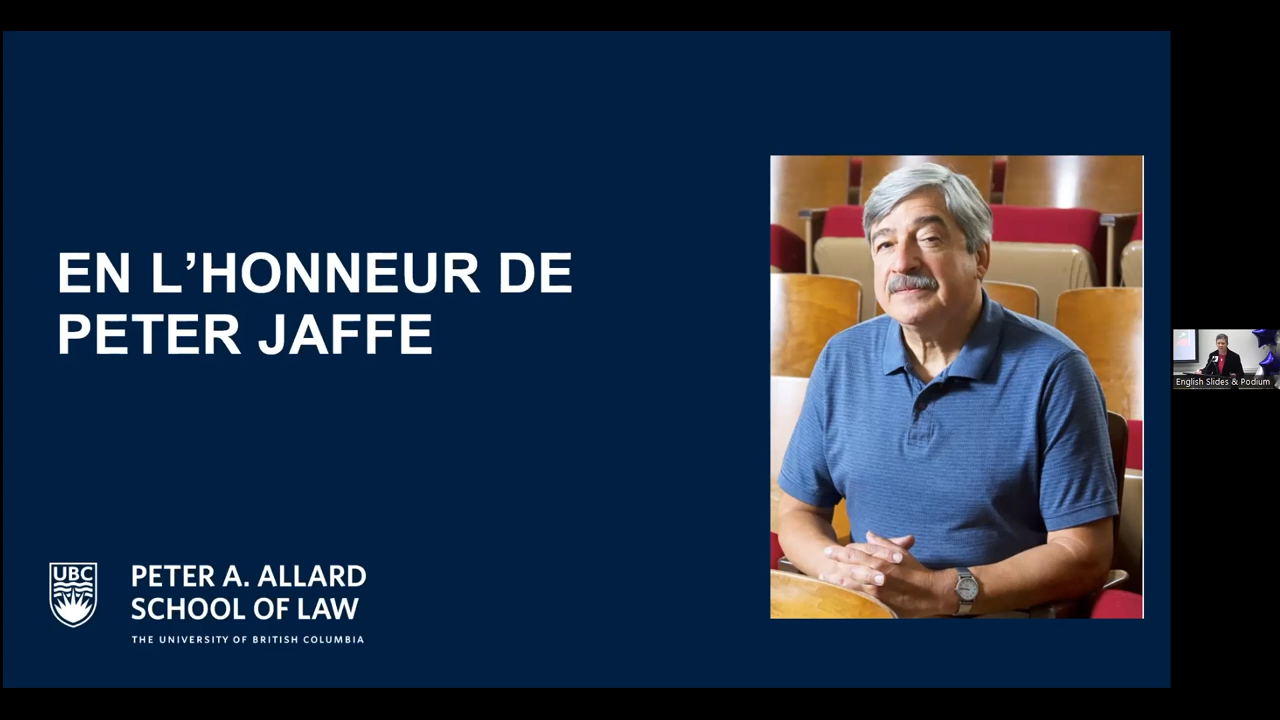 EN L’HONNEUR DE
PETER JAFFE
UBC
PETER A. ALLARD
SCHOOL OF LAW
THE UNIVERSITY OF BRITISH COLUMBIA
English Slides & Podium